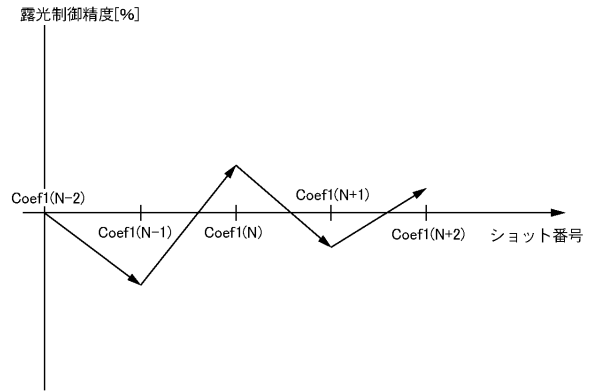 露光制御精度[%]
Coef1(N-2)
Coef1(N-1)
Coef1(N)
Coef1(N+1)
Coef1(N+2)
ショット番号